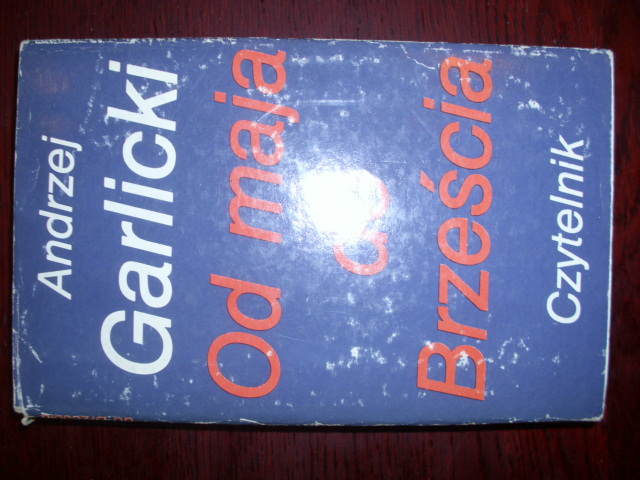 Andrzej
Garlicki
Od maja
do
Brześcia
Czytelnik